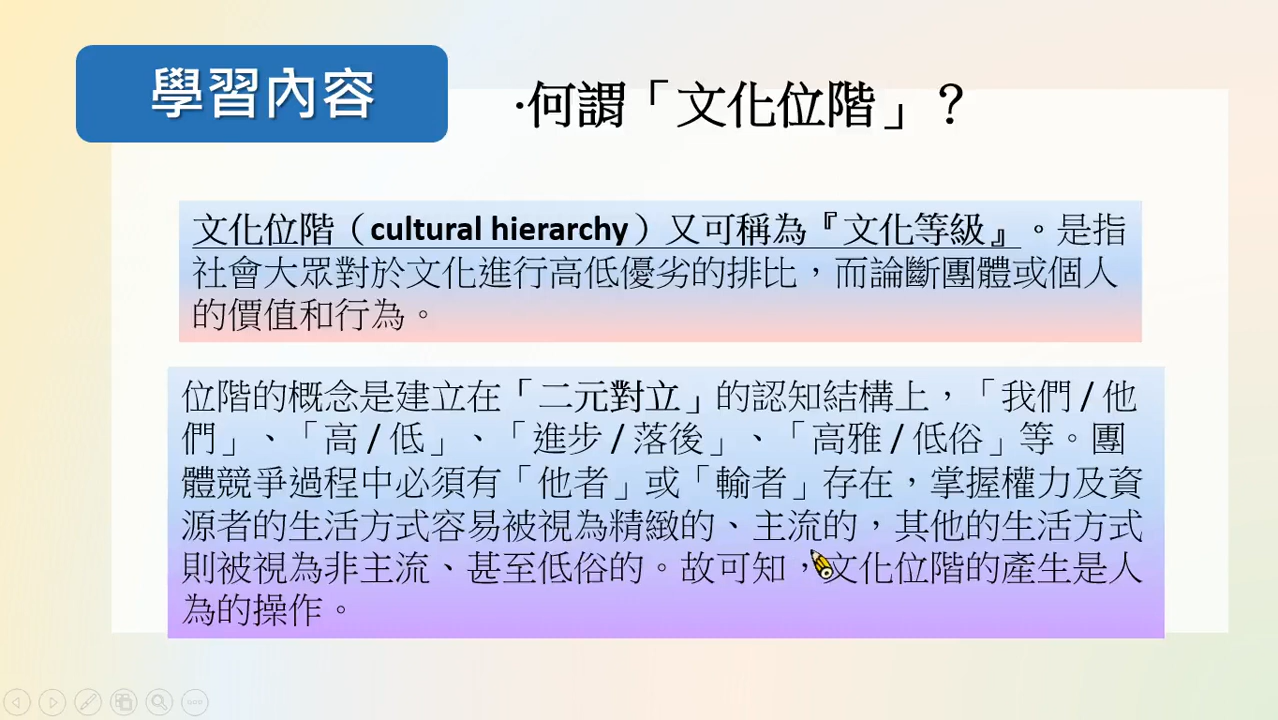 學習內容
·何謂「文化位階」？
文化位階（cultural hierarchy）又可稱為『文化等級』。是指
社會大眾對於文化進行高低優劣的排比，而論斷團體或個人
的價值和行為。
位階的概念是建立在「二元對立」的認知結構上，「我們 / 他
們」、「高 / 低」、「進步 / 落後」、「高雅 / 低俗」等。團
體競爭過程中必須有「他者」或「輸者」存在，掌握權力及資
源者的生活方式容易被視為精緻的、主流的，其他的生活方式
則被視為非主流、甚至低俗的。故可知，文化位階的產生是人
為的操作。